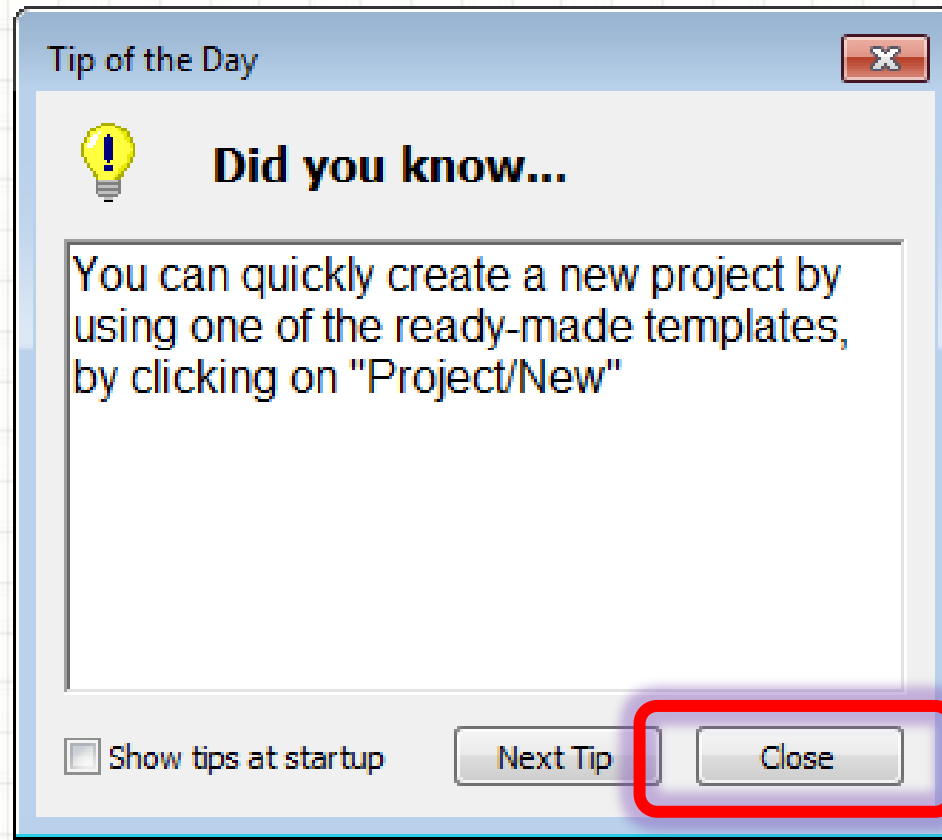 Tip of the Day
Did you know...
You can quickly create a new project by
using one of the ready-made templates,
by clicking on "Project/New"
Show tips at startup
Next Tip
Close